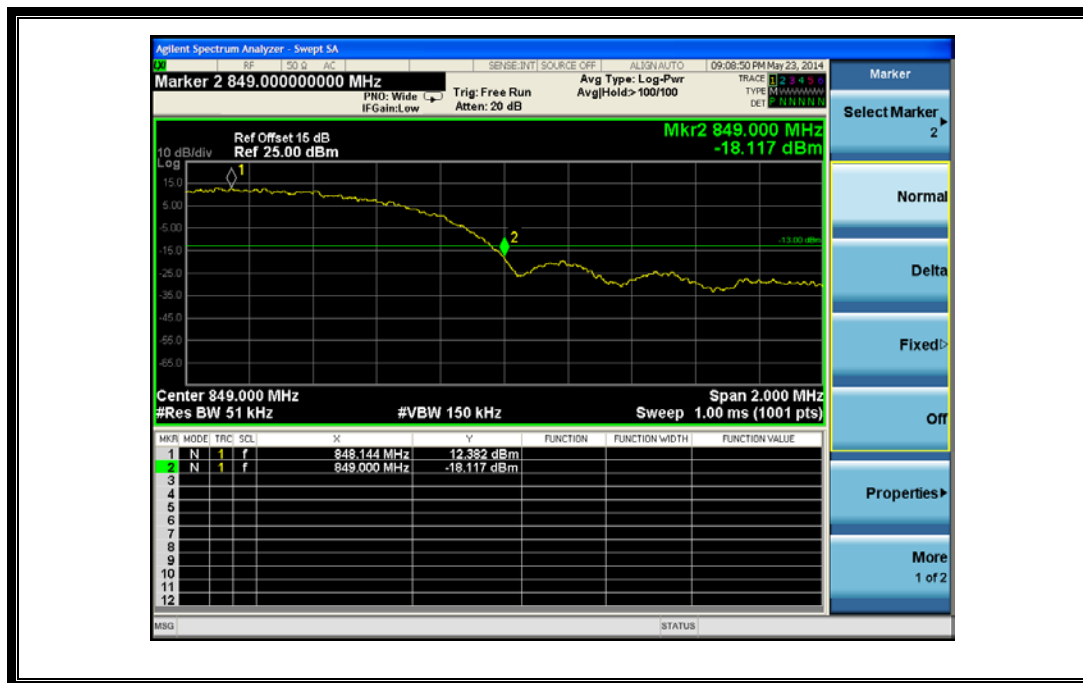 Agilent Spectrum Analyzer - Swept SA
RF 50 Ω AC SENSE:INT SOURCE OFF ALIGN AUTO 09:08:50 PM May 23, 2014
Marker 2 849.000000000 MHz
PNO: Wide
IFGain:Low
Trig: Free Run
Atten: 20 dB
Avg Type: Log-Pwr
Avg|Hold:> 100/100
TRACE 1 2 3 4 5 6
TYPE M
DET P N N N N N
Mkr2 849.000 MHz
-18.117 dBm
Ref Offset 15 dB
10 dB/div Ref 25.00 dBm
Log
1
15.0
5.00
-5.00
2
-13.00 dBm
-15.0
-25.0
-35.0
-45.0
-55.0
-65.0
Center 849.000 MHz Span 2.000 MHz
#Res BW 51 kHz #VBW 150 kHz Sweep 1.00 ms (1001 pts)
MKR MODE TRC SCL X Y FUNCTION FUNCTION WIDTH FUNCTION VALUE
1 N 1 f 848.144 MHz 12.382 dBm
2 N 1 f 849.000 MHz -18.117 dBm
3
4
5
6
7
8
9
10
11
12
MSG STATUS
Marker
Select Marker
2
Normal
Delta
Fixed
Off
Properties
More
1 of 2